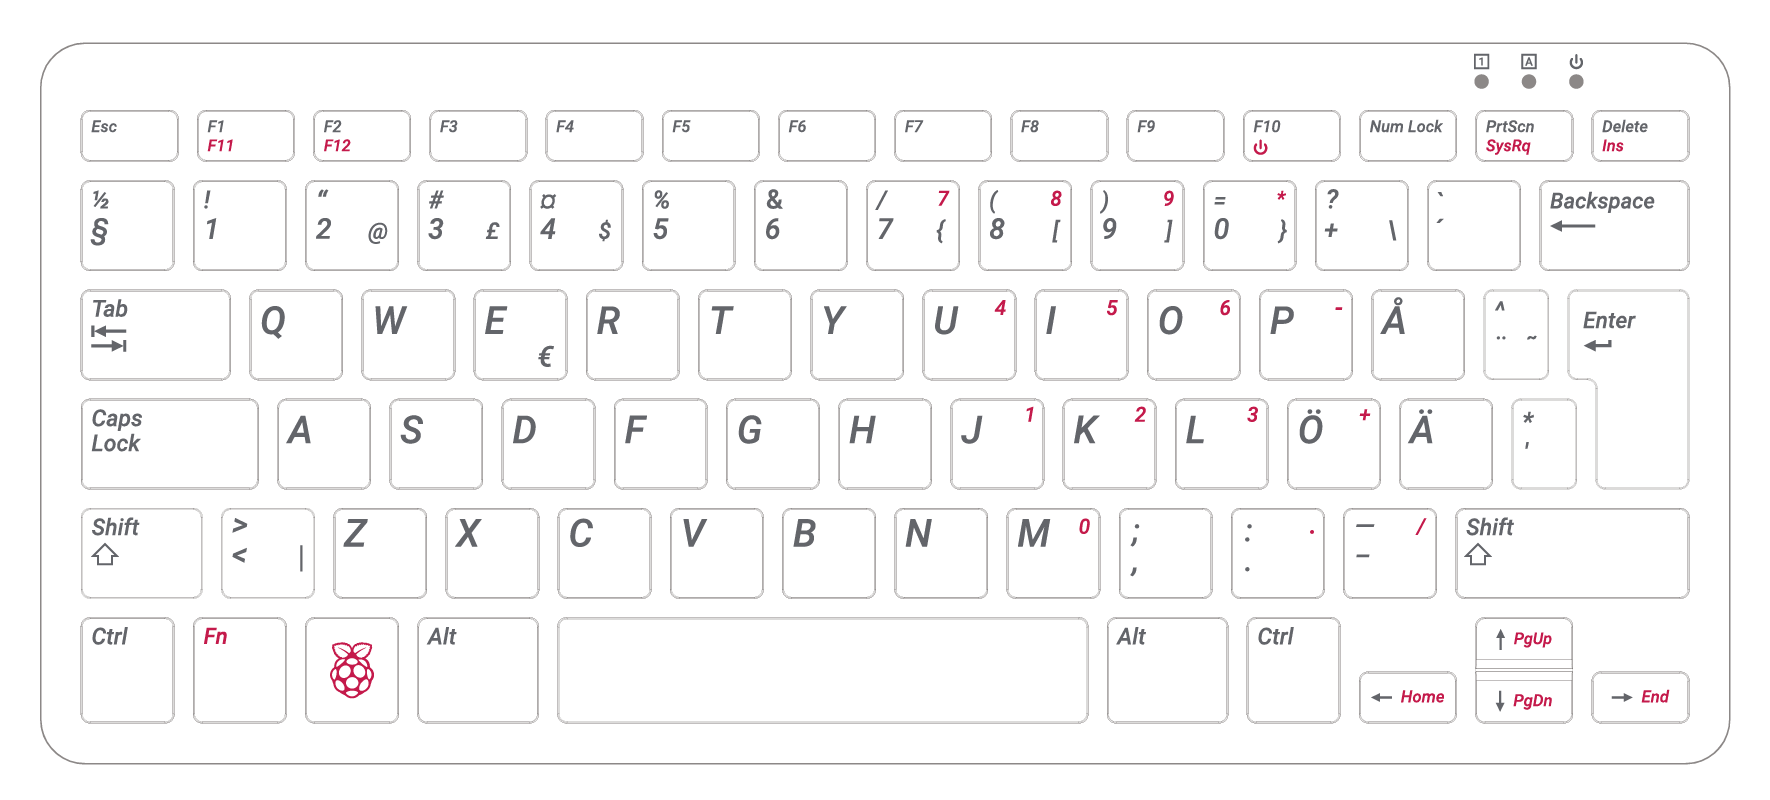 1 A
Esc F1 F2 F3 F4 F5 F6 F7 F8 F9 F10 Num Lock PrtScn Delete
F11 F12 SysRq Ins
½ ! “ # ¤ % & / 7 ( 8 ) 9 = * ? ` Backspace
§ 1 2 @ 3 £ 4 $ 5 6 7 { 8 [ 9 ] 0 } + \ ´
Tab Q W E R T Y U 4 I 5 O 6 P - Å ^ Enter
€ ¨ ~
Caps A S D F G H J 1 K 2 L 3 Ö + Ä *
Lock '
Shift > Z X C V B N M 0 ; : . — / Shift
< | , . –
Ctrl Fn Alt Alt Ctrl ↑ PgUp
← Home ↓ PgDn → End